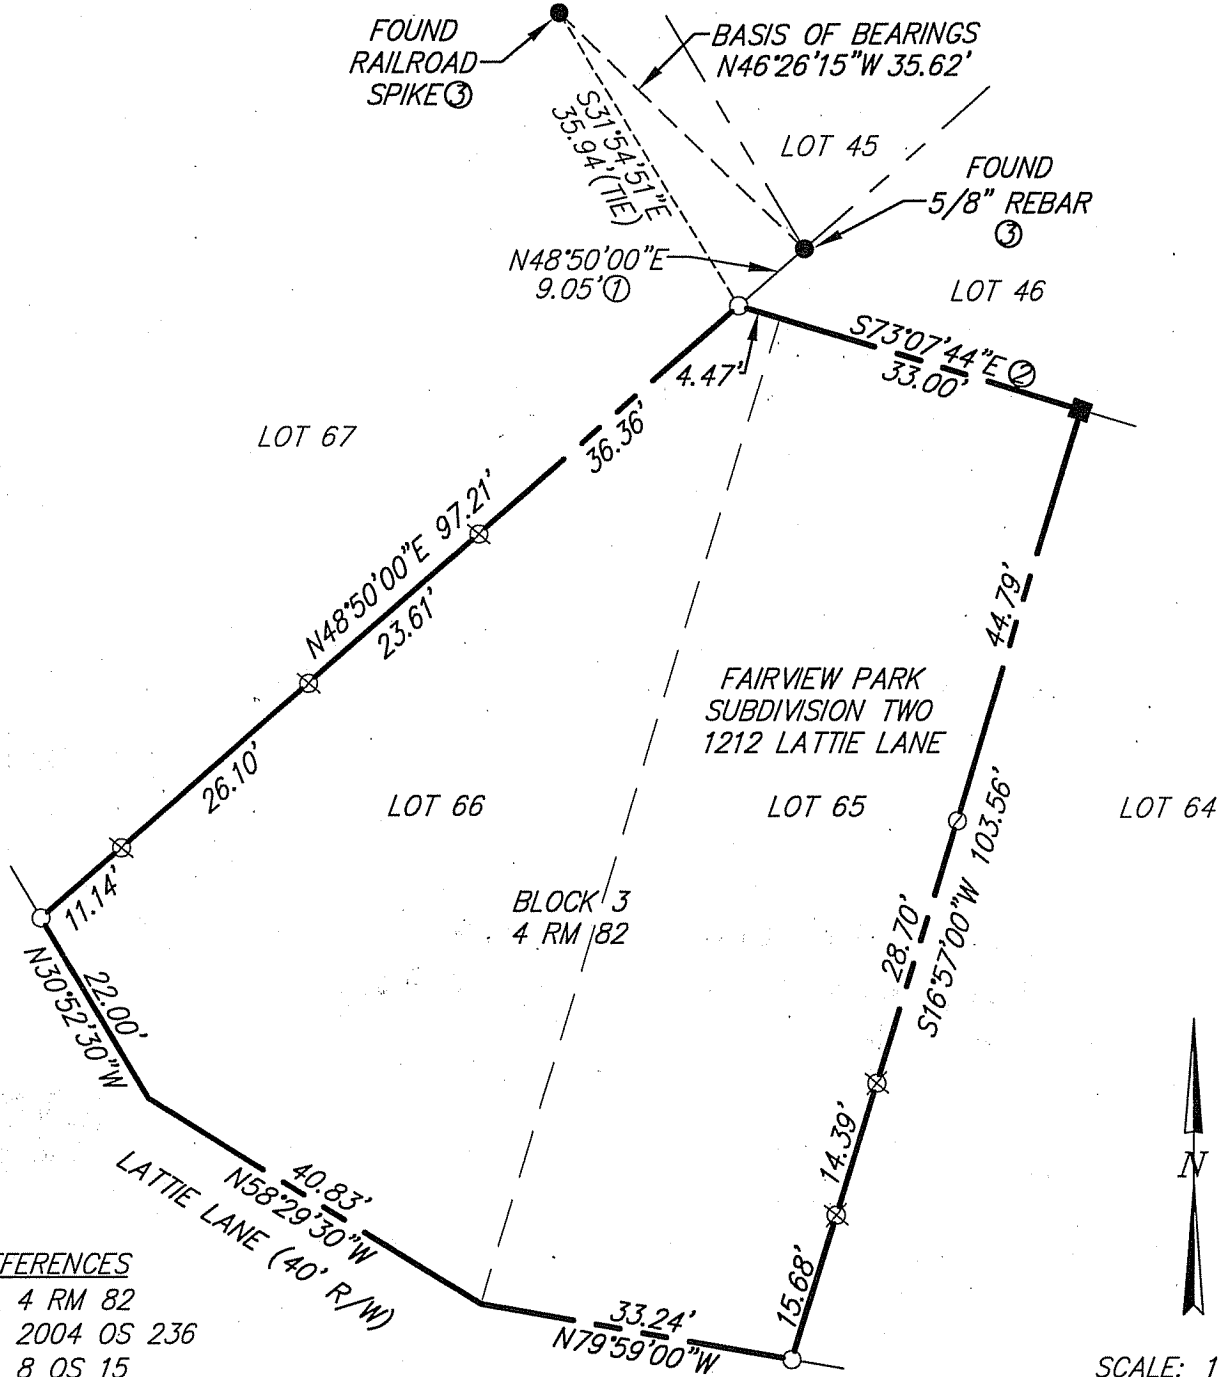 FOUND
RAILROAD
SPIKE③
BASIS OF BEARINGS
N46°26'15"W 35.62'
S31°54'51"E
35.94'(TIE)
LOT 45
FOUND
5/8" REBAR
③
N48°50'00"E
9.05'①
LOT 46
S73°07'44"E②
33.00'
4.47'
36.36'
LOT 67
N48°50'00"E 97.21'
23.61'
44.79'
FAIRVIEW PARK
SUBDIVISION TWO
1212 LATTIE LANE
26.10'
LOT 66
LOT 65
LOT 64
S16°57'00"W 103.56'
11.14'
BLOCK 3
4 RM 82
28.70'
22.00'
N30°52'30"W
14.39'
40.83'
N58°29'30"W
LATTIE LANE (40' R/W)
N
15.68'
33.24'
N79°59'00"W
FERENCES
4 RM 82
2004 OS 236
8 OS 15
SCALE: 1